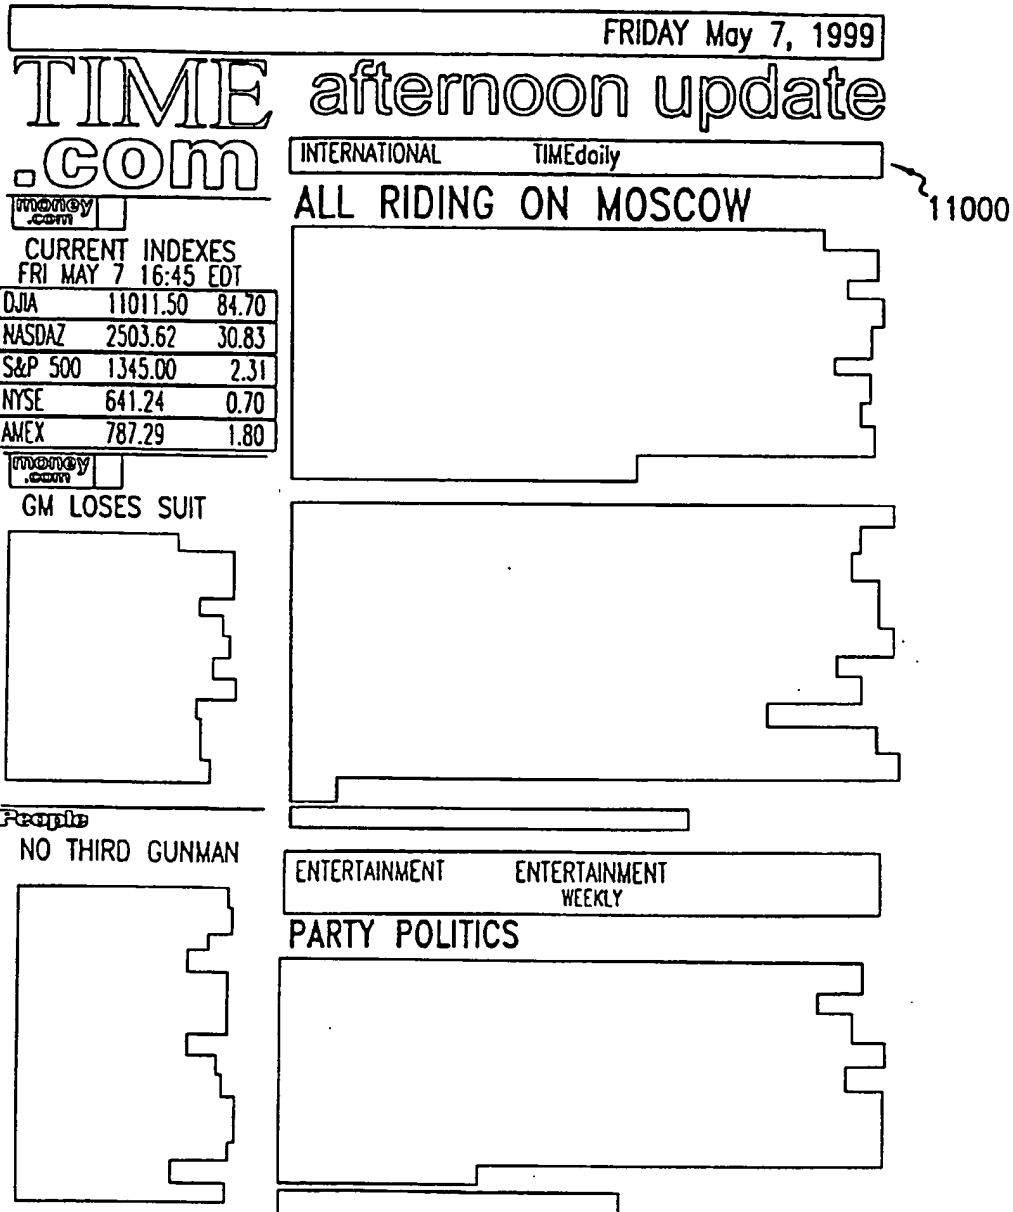 FRIDAY May 7, 1999
TIME
.com
afternoon update
INTERNATIONAL TIMEdaily
11000
ALL RIDING ON MOSCOW
money
.com
CURRENT INDEXES
FRI MAY 7 16:45 EDT
DJIA 11011.50 84.70
NASDAZ 2503.62 30.83
S&P 500 1345.00 2.31
NYSE 641.24 0.70
AMEX 787.29 1.80
money
.com
GM LOSES SUIT
People
NO THIRD GUNMAN
ENTERTAINMENT ENTERTAINMENT
WEEKLY
PARTY POLITICS